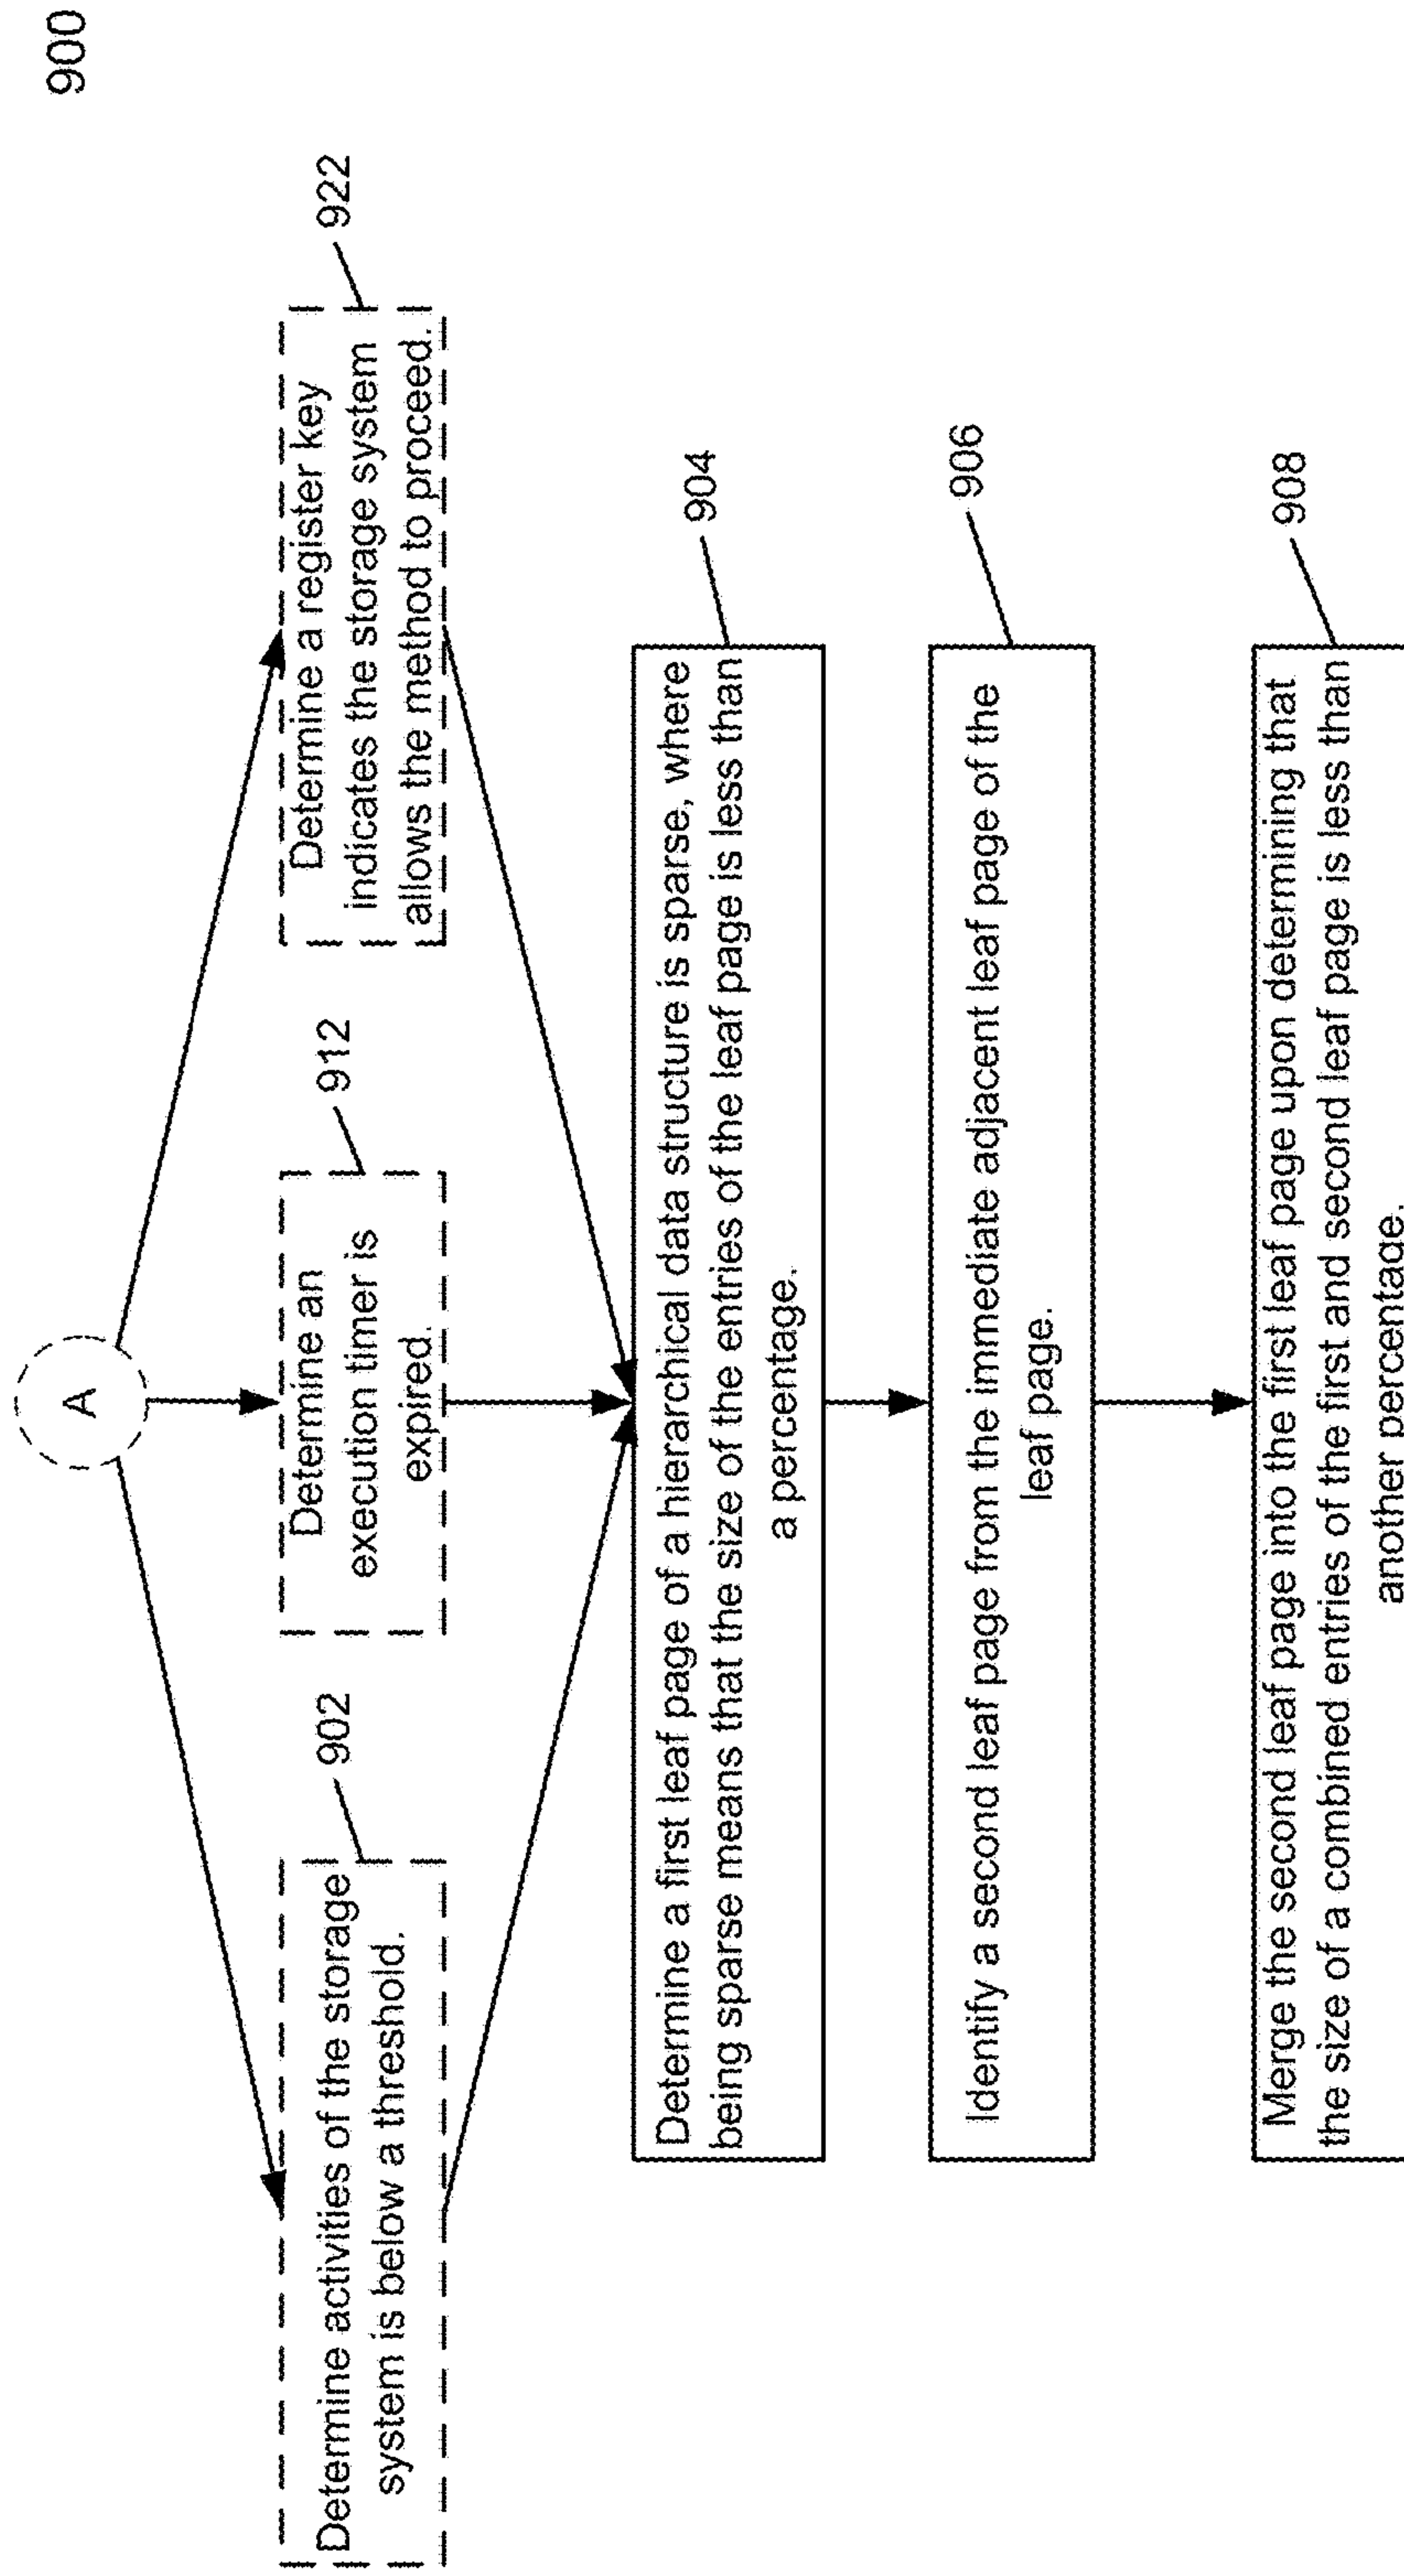 900
A
902
Determine activities of the storage
system is below a threshold.
912
Determine an
execution timer is
expired.
922
Determine a register key
indicates the storage system
allows the method to proceed.
904
Determine a first leaf page of a hierarchical data structure is sparse, where
being sparse means that the size of the entries of the leaf page is less than
a percentage.
906
Identify a second leaf page from the immediate adjacent leaf page of the
leaf page.
908
Merge the second leaf page into the first leaf page upon determining that
the size of a combined entries of the first and second leaf page is less than
another percentage.